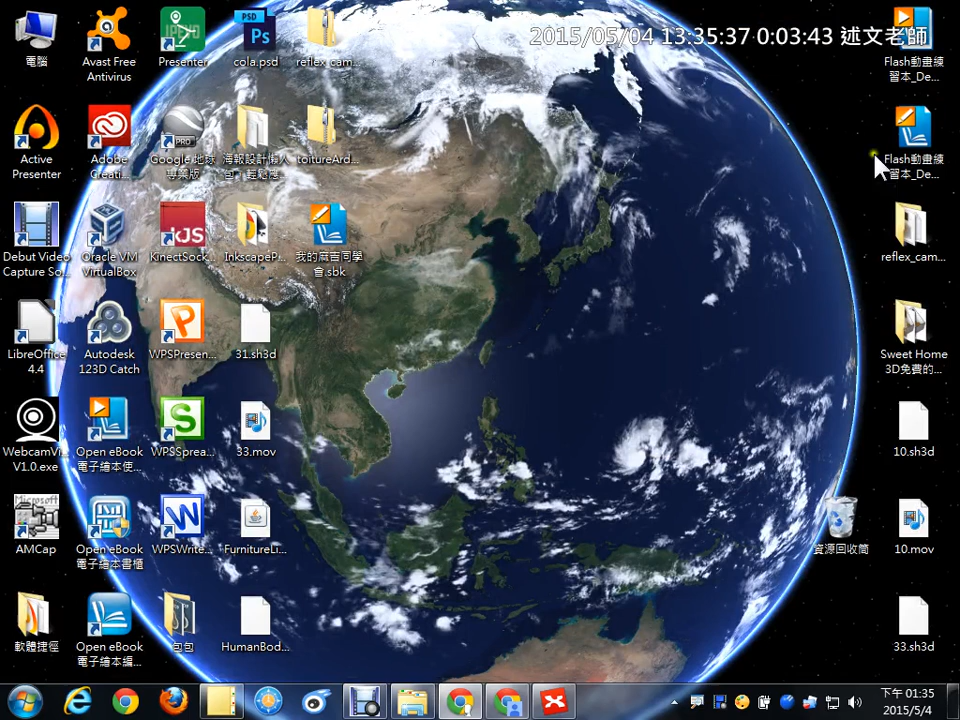 2015/05/04 13:35:37 0:03:43 述文老師
電腦
Avast Free
Antivirus
Presenter
PSD
Ps
cola.psd
reflex_cam...
Flash動畫練
習本_De...
Active
Presenter
Adobe
Creati...
PRO
Google 地球
專業版
海報設計懶人
包 輕鬆應...
toitureArd...
Flash動畫練
習本_De...
Debut Video
Capture So...
Oracle VM
VirtualBox
KJS
KinectSock...
InkscapeP...
我的麻吉同學
會.sbk
reflex_cam...
LibreOffice
4.4
Autodesk
123D Catch
WPSPresen...
31.sh3d
Sweet Home
3D免費的...
WebcamVi...
V1.0.exe
Open eBook
電子繪本使...
S
WPSSprea...
33.mov
10.sh3d
Microsoft
AMCap
Open eBook
電子繪本書櫃
W
WPSWrite...
FurnitureLi...
資源回收筒
10.mov
軟體捷徑
Open eBook
電子繪本編...
包包
HumanBod...
33.sh3d
下午 01:35
2015/5/4